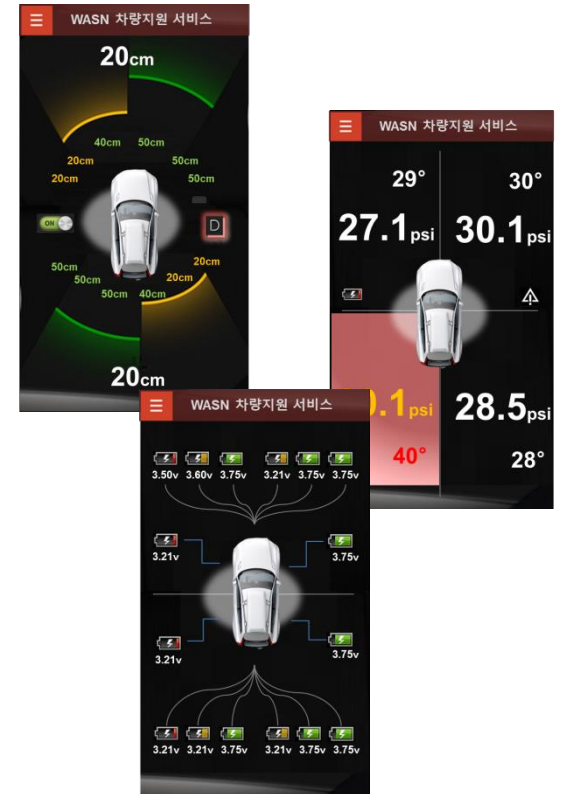 WASN 차량지원 서비스
20cm
40cm 50cm
20cm 50cm
20cm 50cm
ON D
50cm 20cm
50cm 20cm
50cm 40cm
20cm
WASN 차량지원 서비스
29° 30°
27.1psi 30.1psi
.1psi 28.5psi
40° 28°
WASN 차량지원 서비스
3.50v 3.60v 3.75v 3.21v 3.75v 3.75v
3.21v 3.75v
3.21v 3.75v
3.21v 3.21v 3.75v 3.21v 3.75v 3.75v